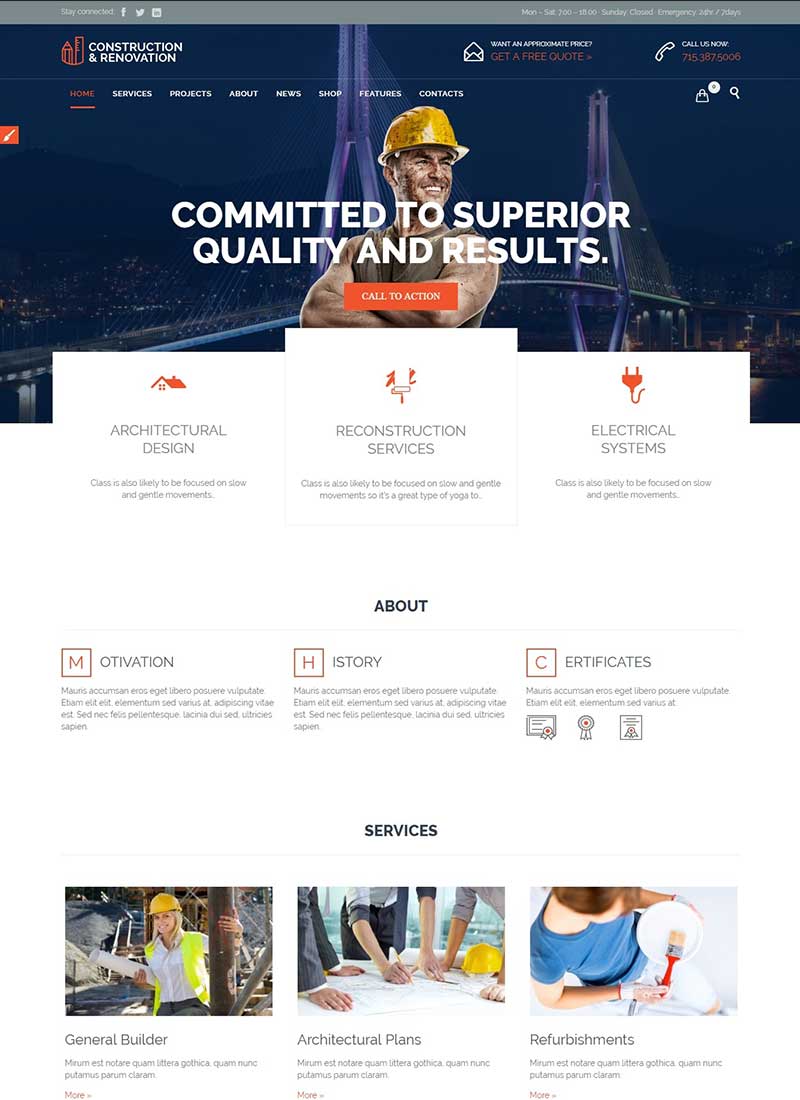 Stay connected:
Mon – Sat: 7:00 – 18:00 · Sunday: Closed · Emergency: 24hr / 7days
CONSTRUCTION
& RENOVATION
WANT AN APPROXIMATE PRICE?
GET A FREE QUOTE »
CALL US NOW:
715.387.5006
HOME SERVICES PROJECTS ABOUT NEWS SHOP FEATURES CONTACTS
0
COMMITTED TO SUPERIOR
QUALITY AND RESULTS.
CALL TO ACTION
ARCHITECTURAL
DESIGN
Class is also likely to be focused on slow
and gentle movements…
RECONSTRUCTION
SERVICES
Class is also likely to be focused on slow and gentle
movements so it's a great type of yoga to…
ELECTRICAL
SYSTEMS
Class is also likely to be focused on slow
and gentle movements…
ABOUT
MOTIVATION
Mauris accumsan eros eget libero posuere vulputate.
Etiam elit elit, elementum sed varius at, adipiscing vitae
est. Sed nec felis pellentesque, lacinia dui sed, ultricies
sapien.
HISTORY
Mauris accumsan eros eget libero posuere vulputate.
Etiam elit elit, elementum sed varius at, adipiscing vitae
est. Sed nec felis pellentesque, lacinia dui sed, ultricies
sapien.
CERTIFICATES
Mauris accumsan eros eget libero posuere vulputate.
Etiam elit elit, elementum sed varius at.
SERVICES
General Builder
Mirum est notare quam littera gothica, quam nunc
putamus parum claram.
More »
Architectural Plans
Mirum est notare quam littera gothica, quam nunc
putamus parum claram.
More »
Refurbishments
Mirum est notare quam littera gothica, quam nunc
putamus parum claram.
More »